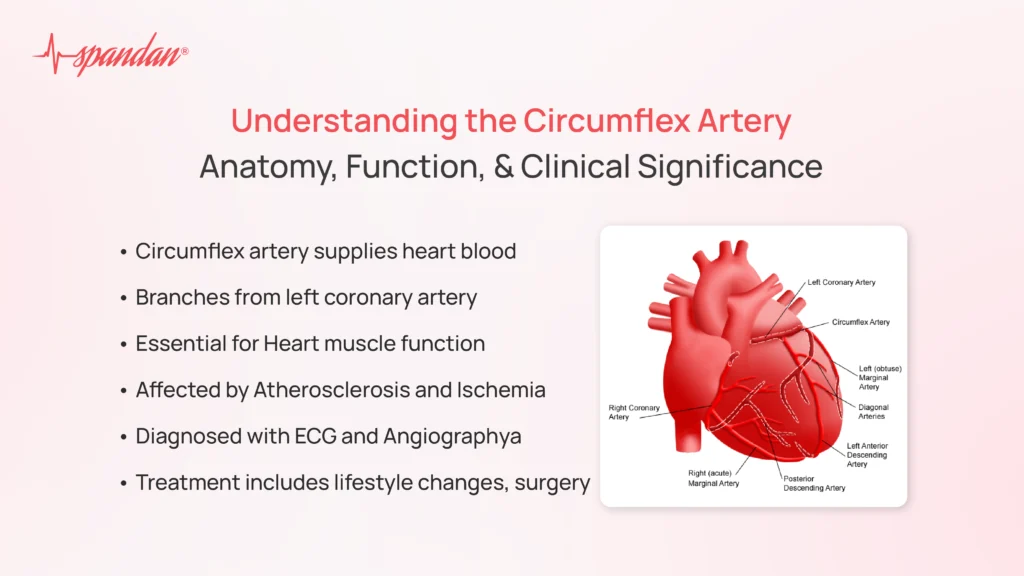 spandan®
Understanding the Circumflex Artery
Anatomy, Function, & Clinical Significance
• Circumflex artery supplies heart blood
• Branches from left coronary artery
• Essential for Heart muscle function
• Affected by Atherosclerosis and Ischemia
• Diagnosed with ECG and Angiographya
• Treatment includes lifestyle changes, surgery
Left Coronary Artery
Circumflex Artery
Left (obtuse)
Marginal
Artery
Diagonal
Arteries
Left Anterior
Descending
Artery
Right Coronary
Artery
Right (acute)
Marginal Artery
Posterior
Descending Artery